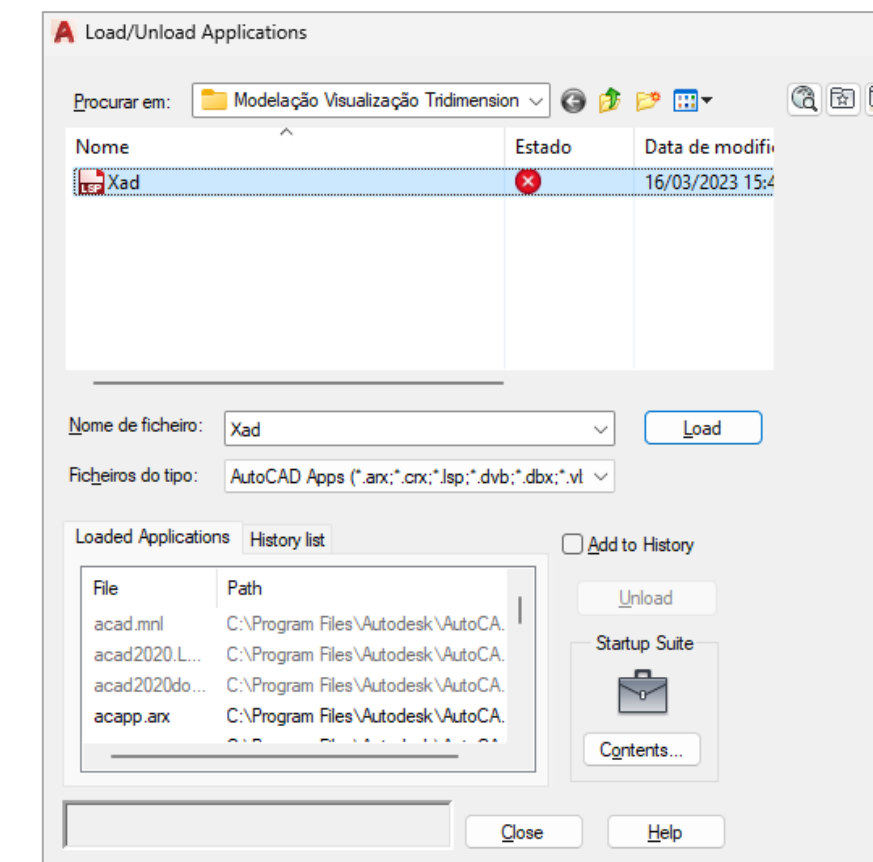 Load/Unload Applications
Procurar em: Modelação Visualização Tridimension
Nome Estado Data de modifi
LSP Xad 16/03/2023 15:4
Nome de ficheiro: Xad Load
Ficheiros do tipo: AutoCAD Apps (*.arx;*.crx;*.lsp;*.dvb;*.dbx;*.vl
Loaded Applications History list
Add to History
File Path
Unload
acad.mnl C:\Program Files\Autodesk\AutoCA.
Startup Suite
acad2020.L... C:\Program Files\Autodesk\AutoCA.
acad2020do... C:\Program Files\Autodesk\AutoCA.
acapp.arx C:\Program Files\Autodesk\AutoCA.
Contents...
Close Help